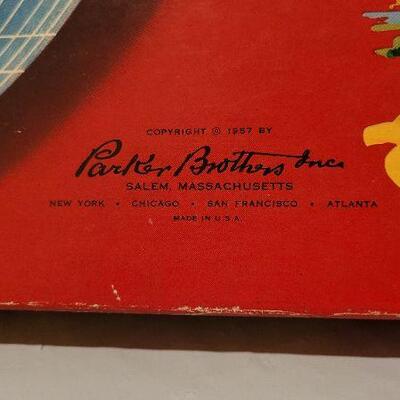 COPYRIGHT © 1957 BY
Parker Brothers Inc.
SALEM, MASSACHUSETTS
NEW YORK • CHICAGO • SAN FRANCISCO • ATLANTA
MADE IN U.S.A.